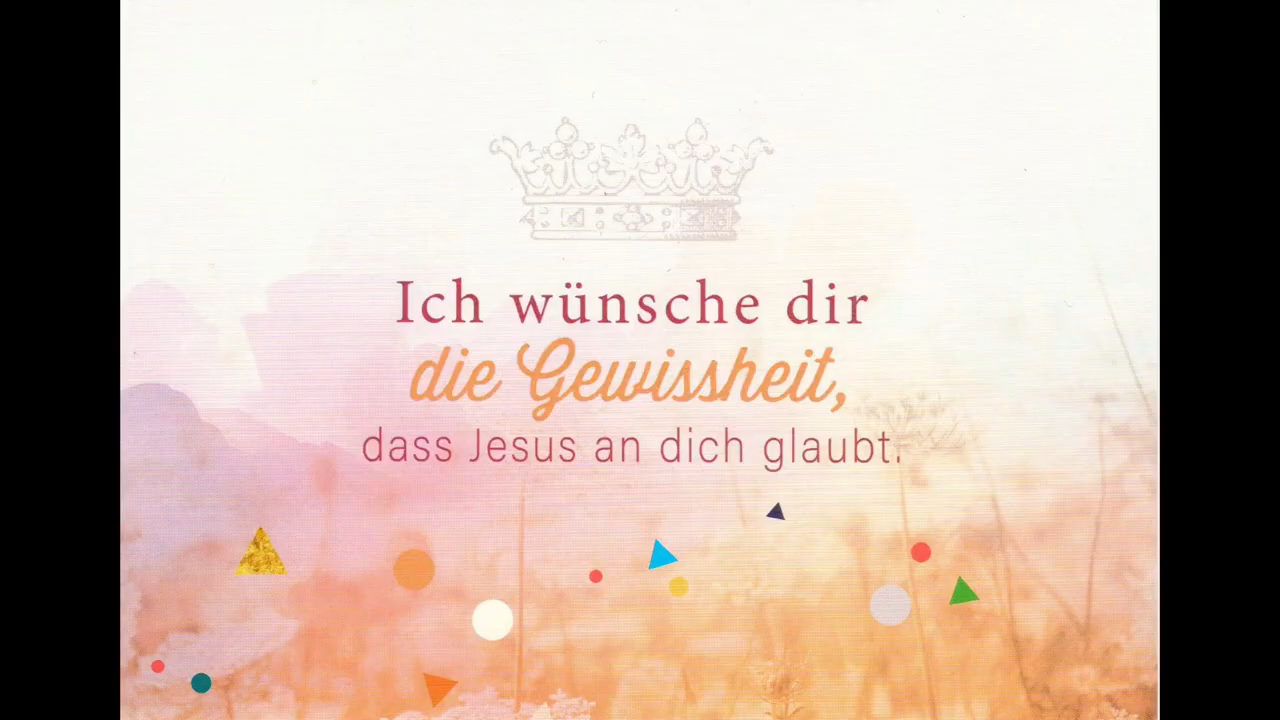 Ich wünsche dir
die Gewissheit,
dass Jesus an dich glaubt.